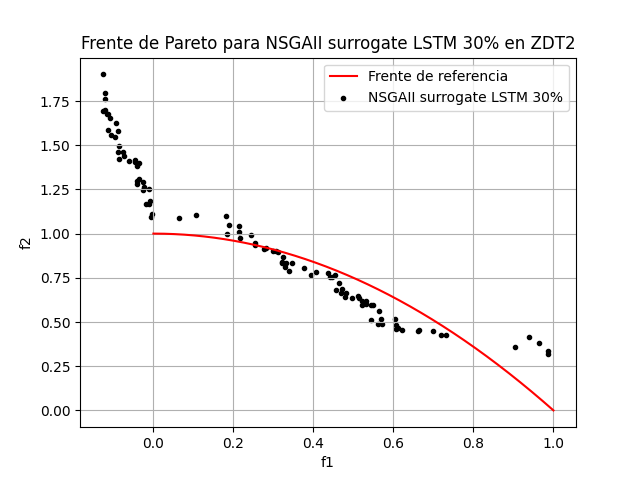 Frente de Pareto para NSGAII surrogate LSTM 30% en ZDT2
Frente de referencia
NSGAII surrogate LSTM 30%
f2
1.75
1.50
1.25
1.00
0.75
0.50
0.25
0.00
0.0 0.2 0.4 0.6 0.8 1.0
f1